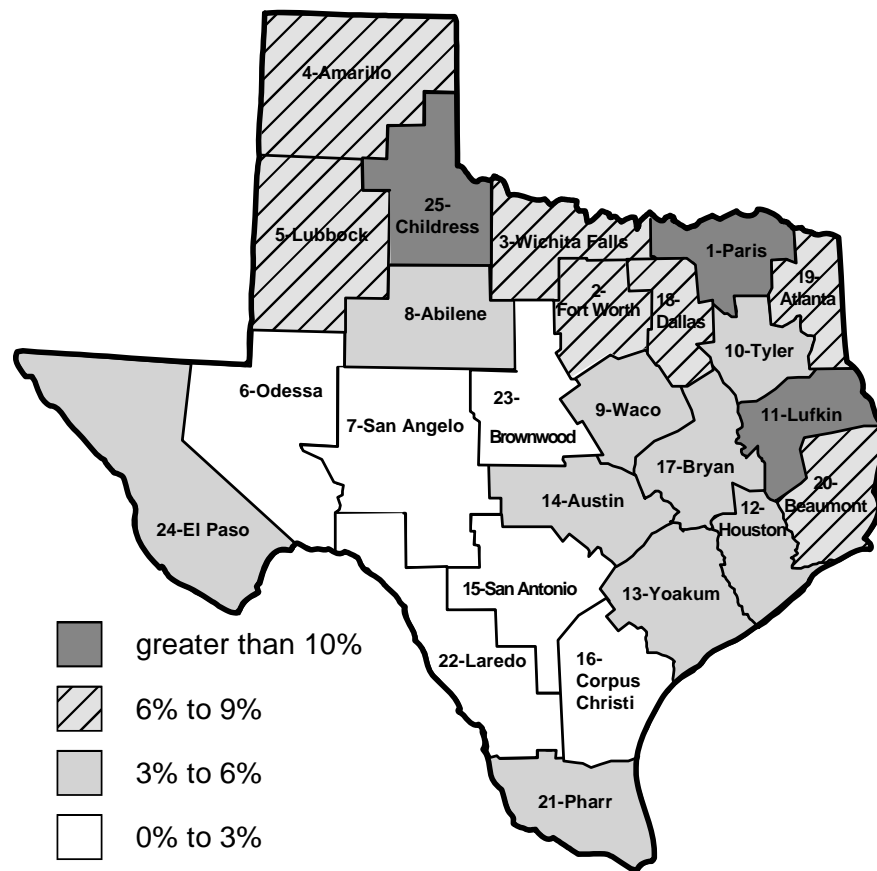 4-Amarillo
25-
Childress
5-Lubbock
3-Wichita Falls
1-Paris
19-
Atlanta
2-
Fort Worth
18-
Dallas
8-Abilene
10-Tyler
6-Odessa
23-
Brownwood
9-Waco
11-Lufkin
7-San Angelo
17-Bryan
20-
Beaumont
14-Austin
12-
Houston
24-El Paso
15-San Antonio
13-Yoakum
22-Laredo
16-
Corpus
Christi
21-Pharr
greater than 10%
6% to 9%
3% to 6%
0% to 3%